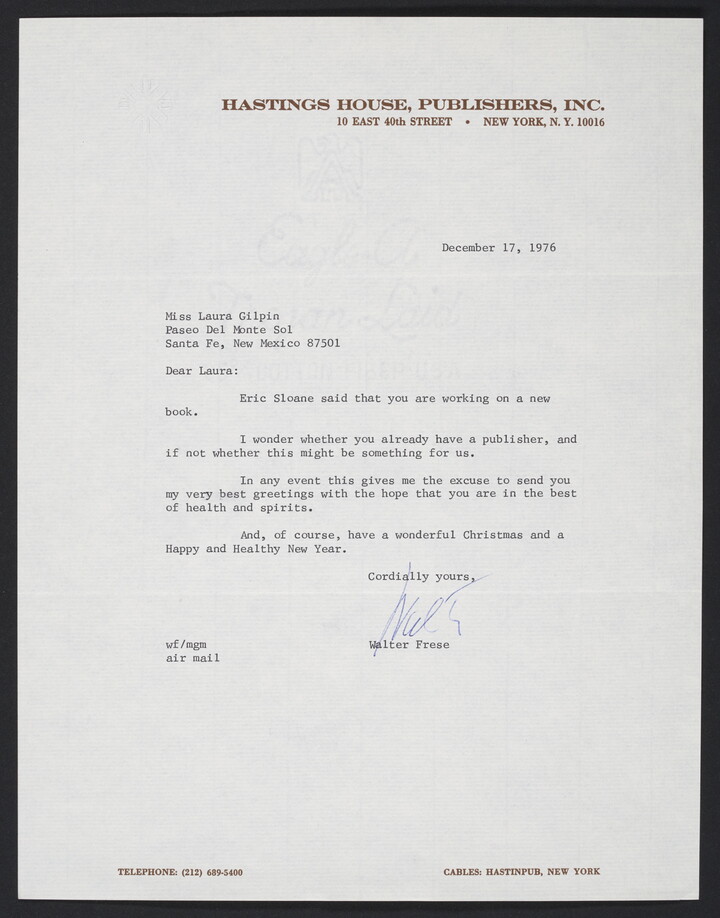 HASTINGS HOUSE, PUBLISHERS, INC.
10 EAST 40th STREET • NEW YORK, N. Y. 10016
Eagle-A
Laid
December 17, 1976
Miss Laura Gilpin
Paseo Del Monte Sol
Santa Fe, New Mexico 87501
Dear Laura:
Eric Sloane said that you are working on a new
book.
I wonder whether you already have a publisher, and
if not whether this might be something for us.
In any event this gives me the excuse to send you
my very best greetings with the hope that you are in the best
of health and spirits.
And, of course, have a wonderful Christmas and a
Happy and Healthy New Year.
Cordially yours,
Walt
wf/mgm
Walter Frese
air mail
TELEPHONE: (212) 689-5400
CABLES: HASTINPUB, NEW YORK